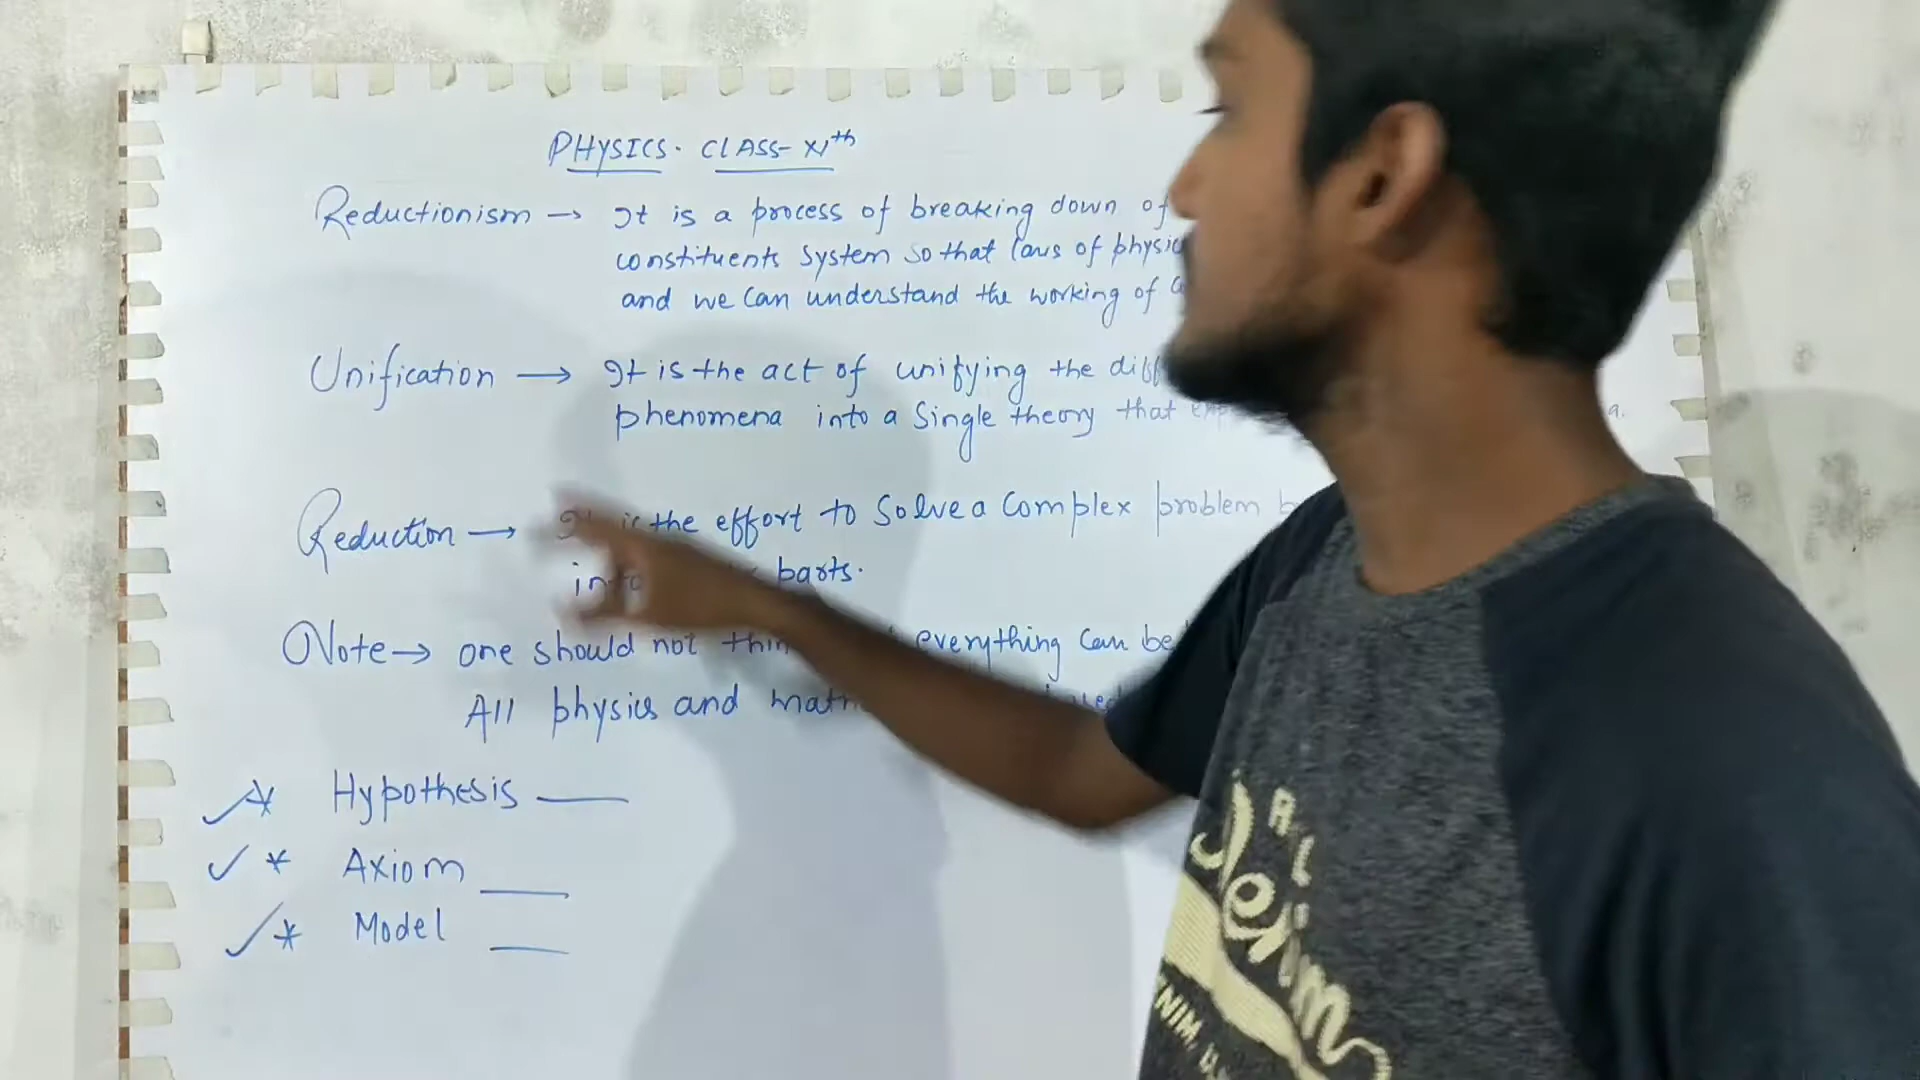 PHYSICS. CLASS-XIth
Reductionism → It is a process of breaking down of
constituents system so that laws of physic
and we can understand the working of
Unification → It is the act of unifying the diff
phenomena into a single theory that
Reduction → It is the effort to solve a complex problem
into parts.
Note → one should not everything can be
All physics and
* Hypothesis
* Axiom
* Model
Denim